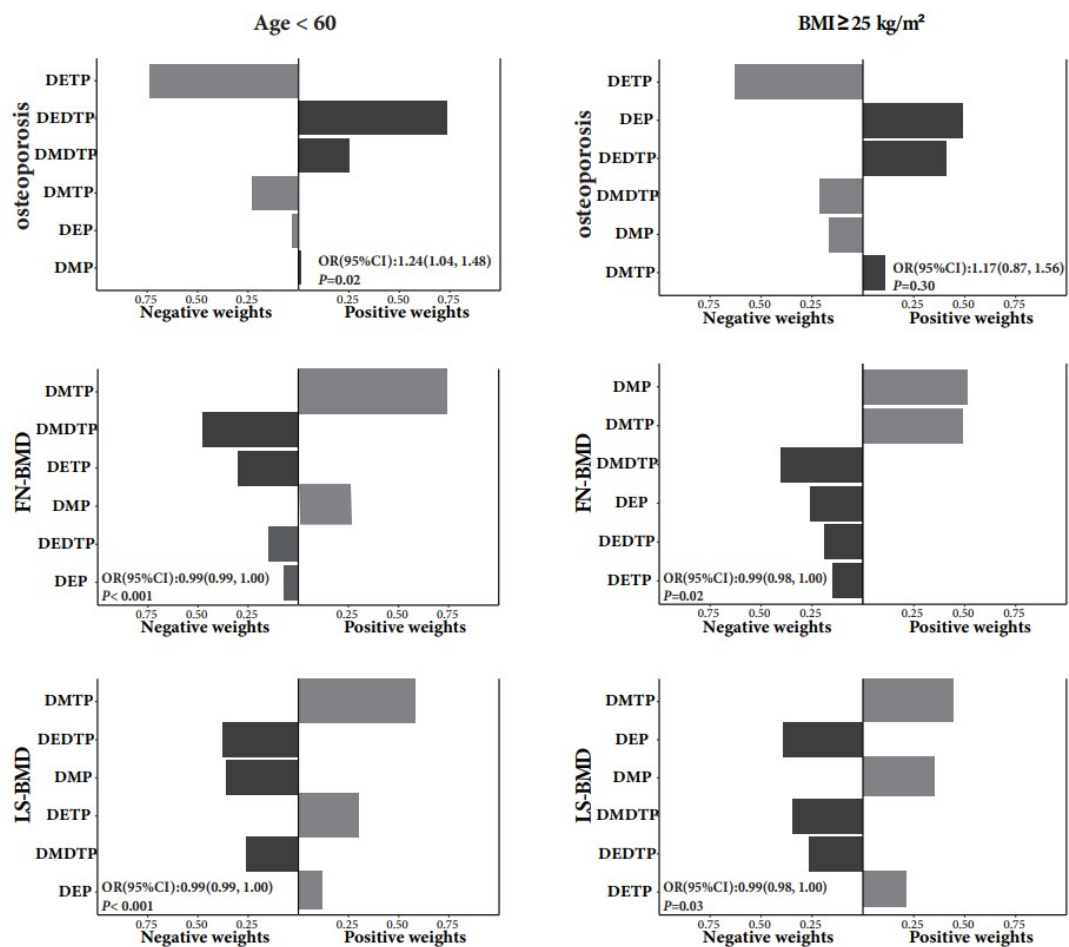 Age < 60
BMI ≥ 25 kg/m²
osteoporosis
DETP
DEDTP
DMDTP
DMTP
DEP
DMP
OR(95%CI):1.24(1.04, 1.48)
P=0.02
0.75 0.50 0.25 0.25 0.50 0.75
Negative weights Positive weights
osteoporosis
DETP
DEP
DEDTP
DMDTP
DMP
DMTP
OR(95%CI):1.17(0.87, 1.56)
P=0.30
0.75 0.50 0.25 0.25 0.50 0.75
Negative weights Positive weights
FN-BMD
DMTP
DMDTP
DETP
DMP
DEDTP
DEP
OR(95%CI):0.99(0.99, 1.00)
P< 0.001
0.75 0.50 0.25 0.25 0.50 0.75
Negative weights Positive weights
FN-BMD
DMP
DMTP
DMDTP
DEP
DEDTP
DETP
OR(95%CI):0.99(0.98, 1.00)
P=0.02
0.75 0.50 0.25 0.25 0.50 0.75
Negative weights Positive weights
LS-BMD
DMTP
DEDTP
DMP
DETP
DMDTP
DEP
OR(95%CI):0.99(0.99, 1.00)
P< 0.001
0.75 0.50 0.25 0.25 0.50 0.75
Negative weights Positive weights
LS-BMD
DMTP
DEP
DMP
DMDTP
DEDTP
DETP
OR(95%CI):0.99(0.98, 1.00)
P=0.03
0.75 0.50 0.25 0.25 0.50 0.75
Negative weights Positive weights